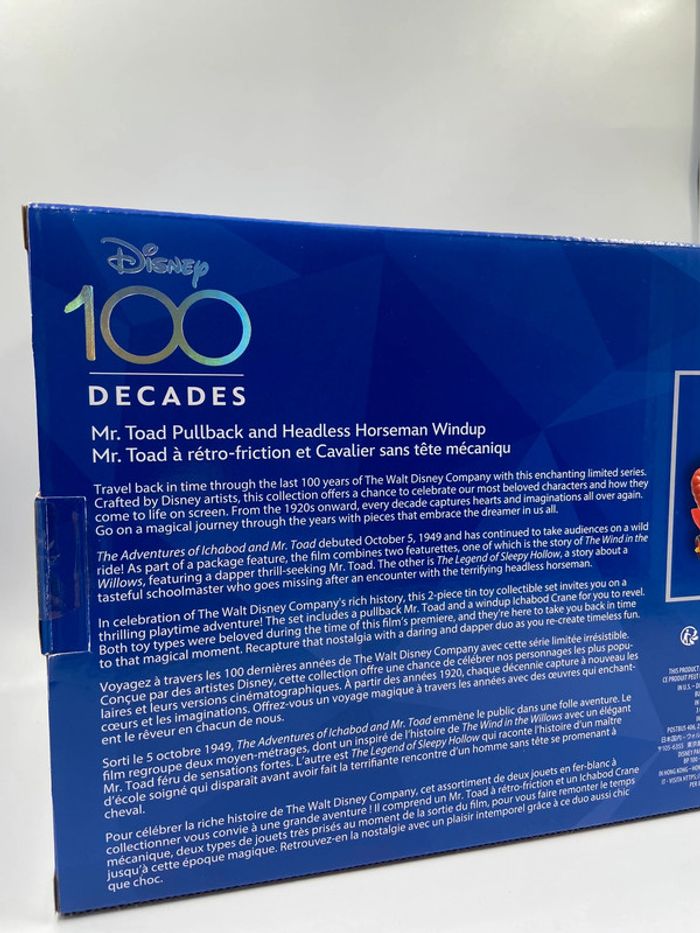 Disney
100
DECADES
Mr. Toad Pullback and Headless Horseman Windup
Mr. Toad à rétro-friction et Cavalier sans tête mécaniqu
Travel back in time through the last 100 years of The Walt Disney Company with this enchanting limited series.
Crafted by Disney artists, this collection offers a chance to celebrate our most beloved characters and how they
come to life on screen. From the 1920s onward, every decade captures hearts and imaginations all over again.
Go on a magical journey through the years with pieces that embrace the dreamer in us all.
The Adventures of Ichabod and Mr. Toad debuted October 5, 1949 and has continued to take audiences on a wild
ride! As part of a package feature, the film combines two featurettes, one of which is the story of The Wind in the
Willows, featuring a dapper thrill-seeking Mr. Toad. The other is The Legend of Sleepy Hollow, a story about a
tasteful schoolmaster who goes missing after an encounter with the terrifying headless horseman.
In celebration of The Walt Disney Company's rich history, this 2-piece tin toy collectible set invites you on a
thrilling playtime adventure! The set includes a pullback Mr. Toad and a windup Ichabod Crane for you to revel.
Both toy types were beloved during the time of this film's premiere, and they're here to take you back in time
to that magical moment. Recapture that nostalgia with a daring and dapper duo as you re-create timeless fun.
Voyagez à travers les 100 dernières années de The Walt Disney Company avec cette série limitée irrésistible.
Conçue par des artistes Disney, cette collection offre une chance de célébrer nos personnages les plus popu-
laires et leurs versions cinématographiques. À partir des années 1920, chaque décennie capture à nouveau les
cœurs et les imaginations. Offrez-vous un voyage magique à travers les années avec des œuvres qui enchant-
ent le rêveur en chacun de nous.
Sorti le 5 octobre 1949, The Adventures of Ichabod and Mr. Toad emmène le public dans une folle aventure. Le
film regroupe deux moyen-métrages, dont un inspiré de l'histoire de The Wind in the Willows avec un élégant
Mr. Toad féru de sensations fortes. L'autre est The Legend of Sleepy Hollow qui raconte l'histoire d'un maître
d'école soigné qui disparaît avant avoir fait la terrifiante rencontre d'un homme sans tête se promenant à
cheval.
Pour célébrer la riche histoire de The Walt Disney Company, cet assortiment de deux jouets en fer-blanc à
collectionner vous convie à une grande aventure ! Il comprend un Mr. Toad à rétro-friction et un Ichabod Crane
mécanique, deux types de jouets très prisés au moment de la sortie du film, pour vous faire remonter le temps
jusqu'à cette époque magique. Retrouvez-en la nostalgie avec un plaisir intemporel grâce à ce duo aussi chic
que choc.